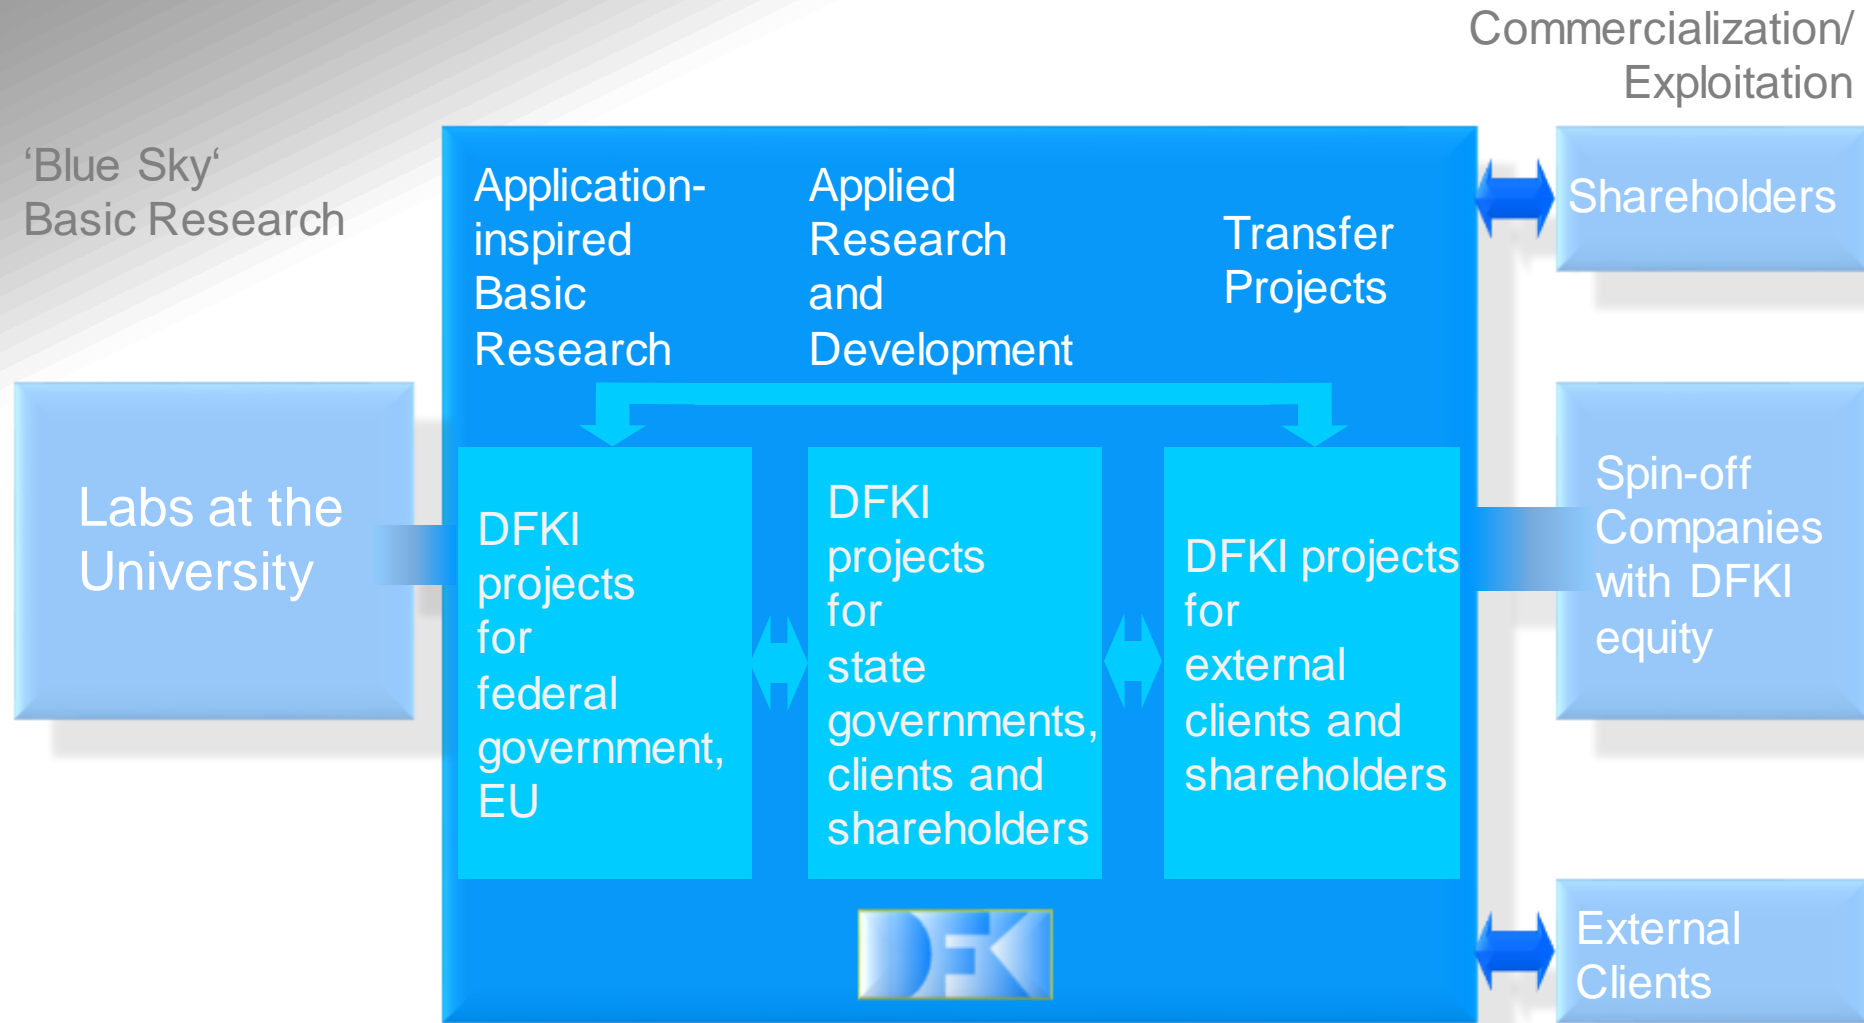 Commercialization/
Exploitation
‘Blue Sky‘
Basic Research
Application-
inspired
Basic
Research
Applied
Research
and
Development
Transfer
Projects
Shareholders
Labs at the
University
DFKI
projects
for
federal
government,
EU
DFKI
projects
for
state
governments,
clients and
shareholders
DFKI projects
for
external
clients and
shareholders
Spin-off
Companies
with DFKI
equity
DFK
External
Clients